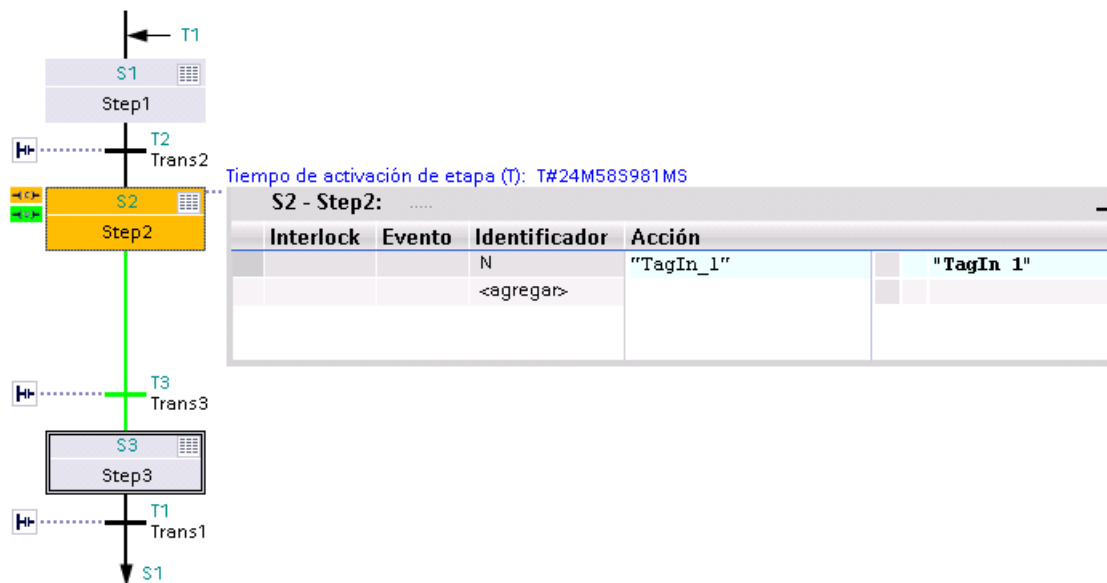 T1
S1
Step1
T2
Trans2
Tiempo de activación de etapa (T): T#24M58S981MS
S2
Step2
S2 - Step2: .....
Interlock Evento Identificador Acción
N "TagIn_1" "TagIn 1"
<agregar>
T3
Trans3
S3
Step3
T1
Trans1
S1